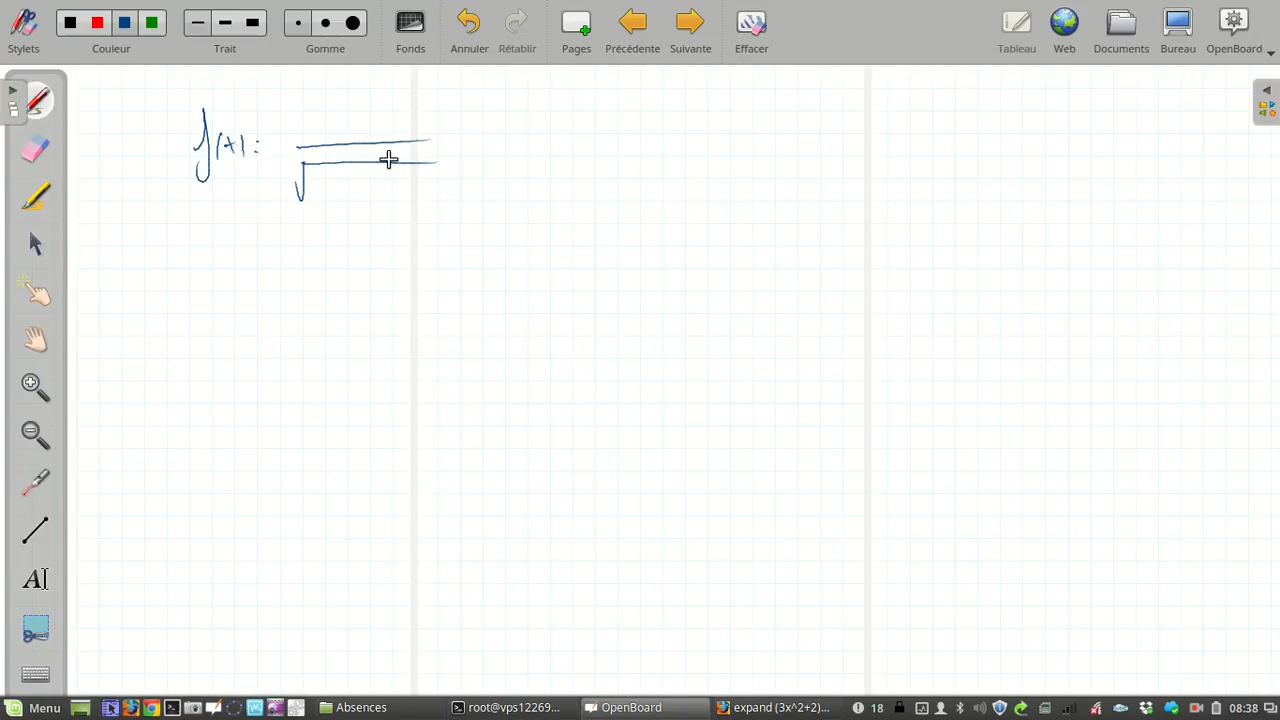 Stylets Couleur Trait Gomme Fonds Annuler Rétablir Pages Précédente Suivante Effacer Tableau Web Documents Bureau OpenBoard
f(x) :
√
A
Menu Absences root@vps12269... OpenBoard expand (3x^2+2)... 18 08:38